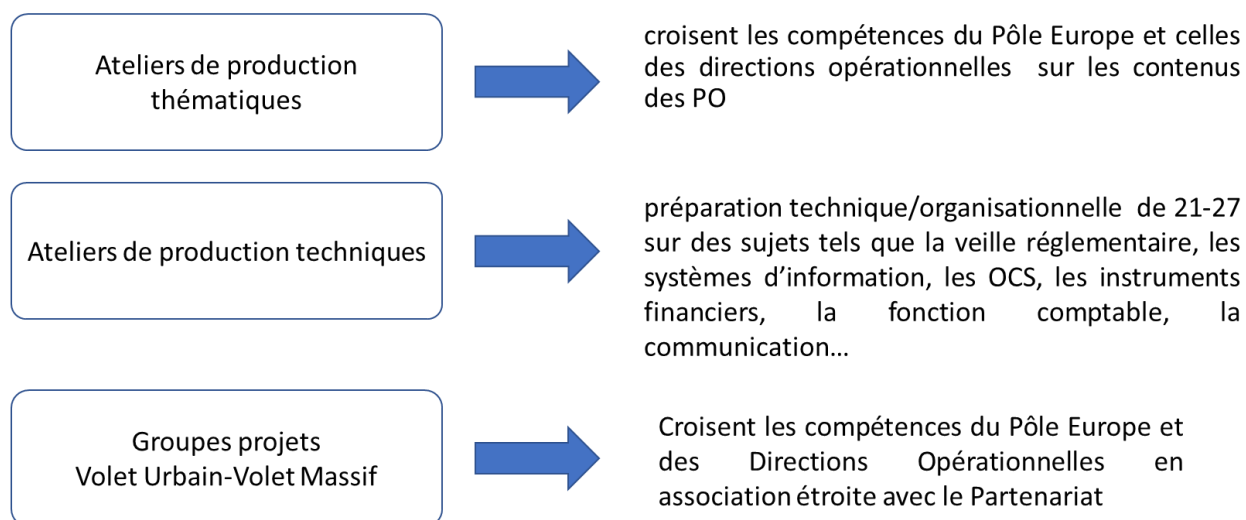 Ateliers de production
thématiques
croisent les compétences du Pôle Europe et celles
des directions opérationnelles sur les contenus
des PO
Ateliers de production techniques
préparation technique/organisationnelle de 21-27
sur des sujets tels que la veille réglementaire, les
systèmes d’information, les OCS, les instruments
financiers, la fonction comptable, la
communication…
Groupes projets
Volet Urbain-Volet Massif
Croisent les compétences du Pôle Europe et
des Directions Opérationnelles en
association étroite avec le Partenariat